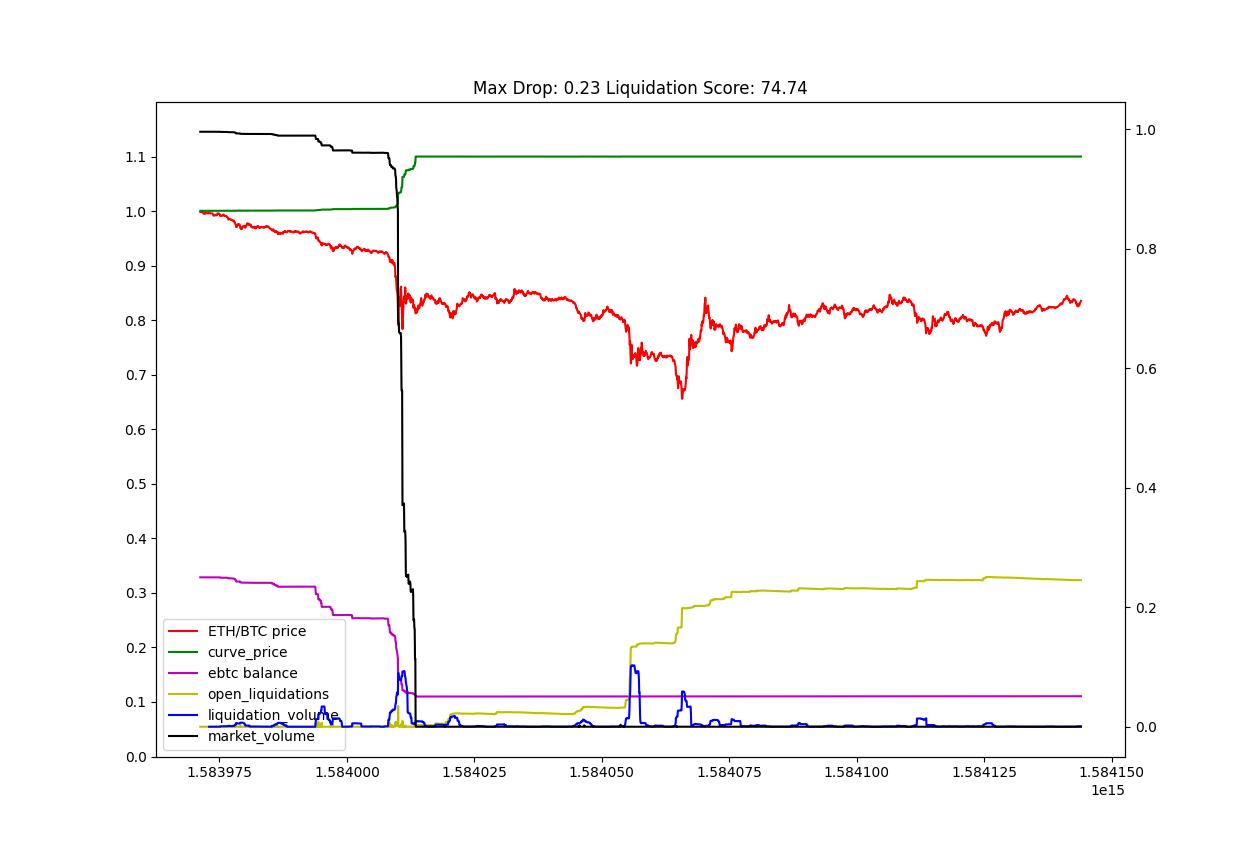 Max Drop: 0.23 Liquidation Score: 74.74
1.1
1.0
0.9
0.8
0.7
0.6
0.5
0.4
0.3
0.2
0.1
0.0
1.0
0.8
0.6
0.4
0.2
0.0
ETH/BTC price
curve_price
ebtc balance
open_liquidations
liquidation_volume
market_volume
1.583975 1.584000 1.584025 1.584050 1.584075 1.584100 1.584125 1.584150
1e15